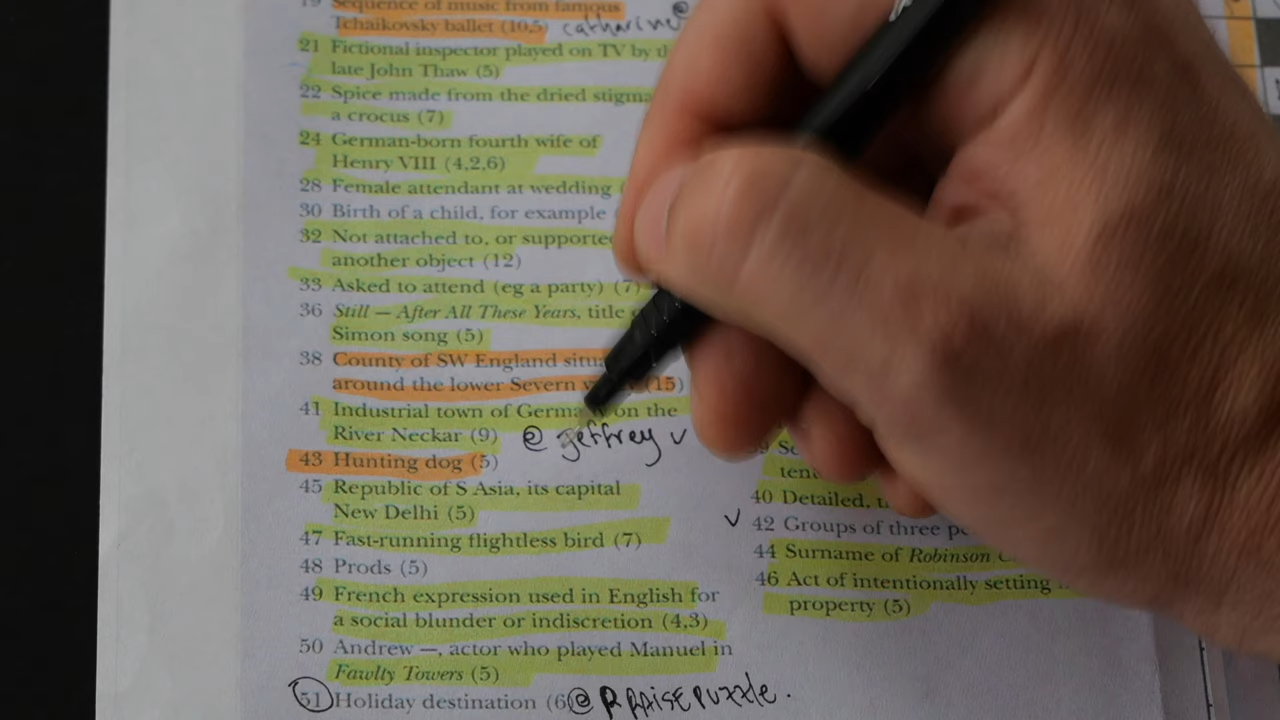 19 Sequence of music from famous
Tchaikovsky ballet (10,5) catharine @
21 Fictional inspector played on TV by
late John Thaw (5)
22 Spice made from the dried stigma
a crocus (7)
24 German-born fourth wife of
Henry VIII (4,2,6)
28 Female attendant at wedding
30 Birth of a child, for example
32 Not attached to, or supported
another object (12)
33 Asked to attend (eg a party) (7)
36 Still — After All These Years, title
Simon song (5)
38 County of SW England
around the lower Severn (15)
41 Industrial town of Germany on the
River Neckar (9) @ jeffrey v
43 Hunting dog (5)
45 Republic of S Asia, its capital
New Delhi (5)
47 Fast-running flightless bird (7)
48 Prods (5)
49 French expression used in English for
a social blunder or indiscretion (4,3)
50 Andrew —, actor who played Manuel in
Fawlty Towers (5)
51 Holiday destination (6) @PRAISEPUZZLE.
40 Detailed,
v 42 Groups of three
44 Surname of Robinson
46 Act of intentionally setting
property (5)